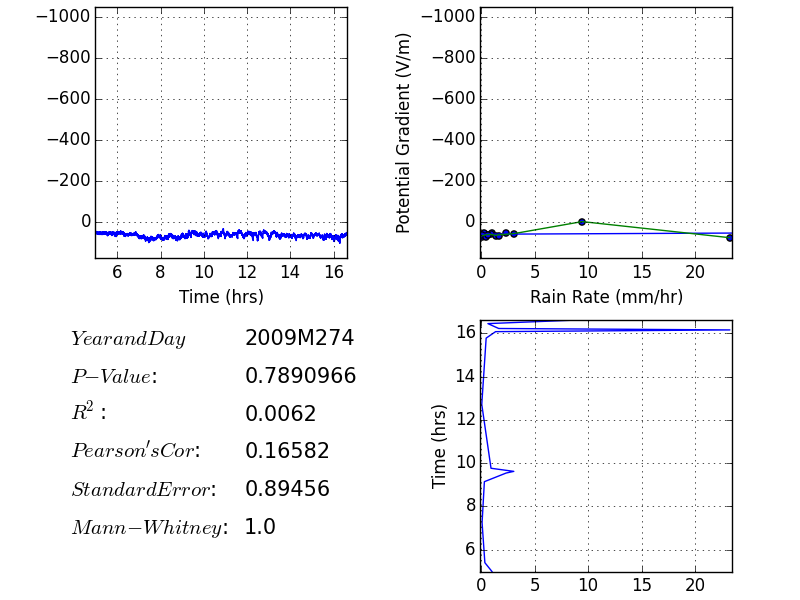 −1000
−800
−600
−400
−200
0
6 8 10 12 14 16
Time (hrs)
Potential Gradient (V/m)
−1000
−800
−600
−400
−200
0
0 5 10 15 20
Rain Rate (mm/hr)
YearandDay 2009M274
P−Value: 0.7890966
R²: 0.0062
Pearson'sCor: 0.16582
StandardError: 0.89456
Mann−Whitney: 1.0
Time (hrs)
16
14
12
10
8
6
0 5 10 15 20